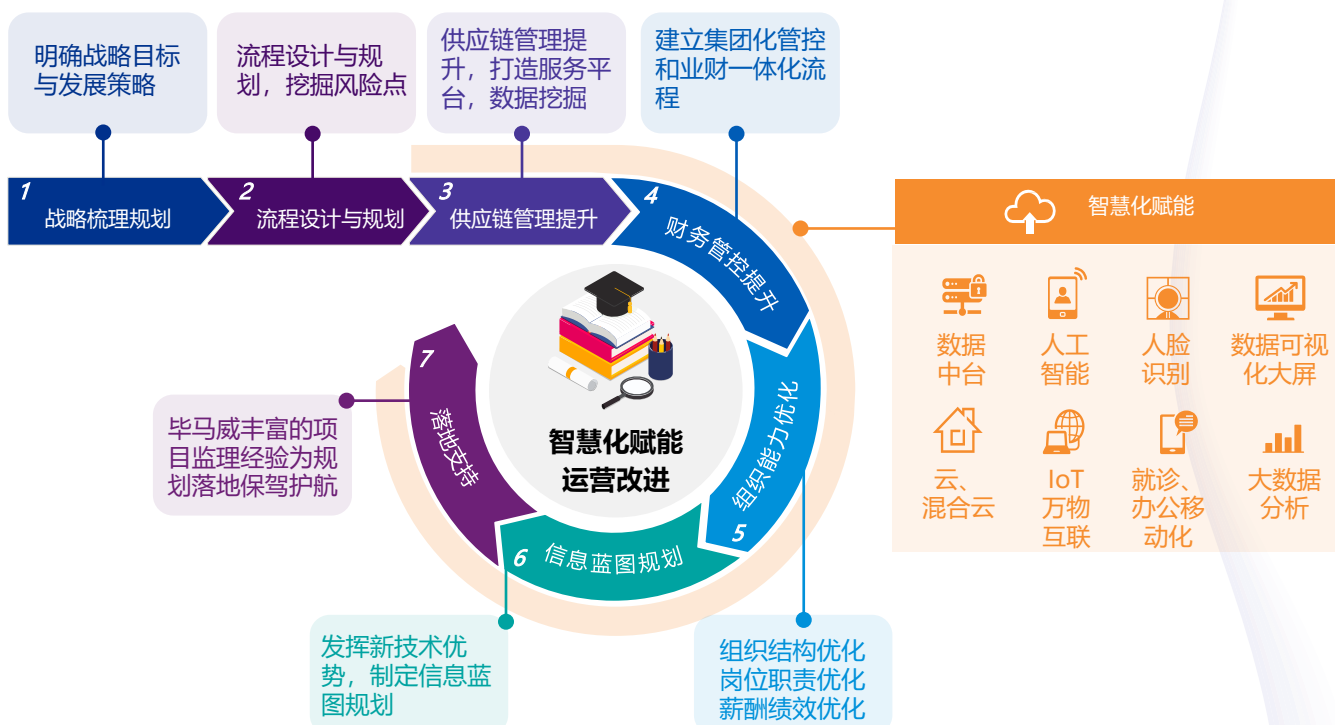 明确战略目标
与发展策略
流程设计与规
划，挖掘风险点
供应链管理提
升，打造服务平
台，数据挖掘
建立集团化管控
和业财一体化流
程
1
战略梳理规划
2
流程设计与规划
3
供应链管理提升
4
财务管控提升
智慧化赋能
数据
中台
人工
智能
人脸
识别
数据可视
化大屏
云、
混合云
IoT
万物
互联
就诊、
办公移
动化
大数据
分析
智慧化赋能
运营改进
组织能力优化
5
组织结构优化
岗位职责优化
薪酬绩效优化
6
信息蓝图规划
发挥新技术优
势，制定信息蓝
图规划
7
落地支持
毕马威丰富的项
目监理经验为规
划落地保驾护航